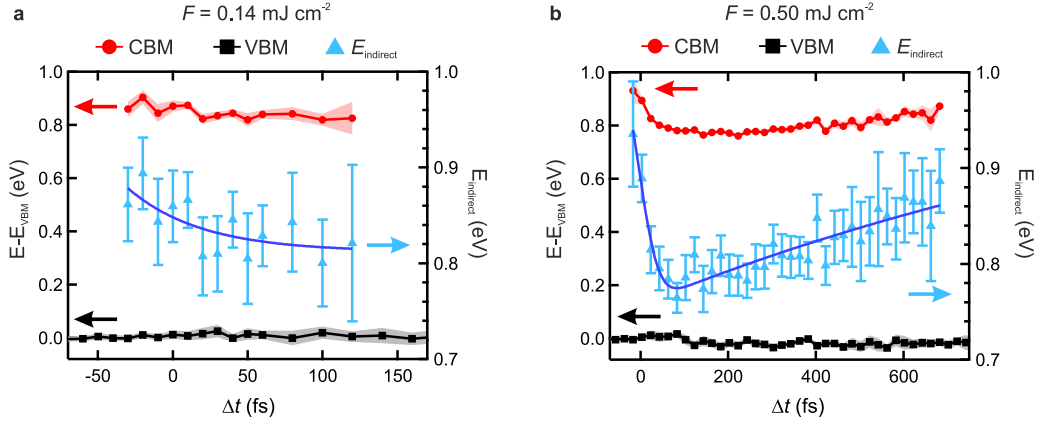 a
F = 0.14 mJ cm⁻²
CBM VBM E_indirect
1.0
0.8
0.6
0.4
0.2
0.0
E-E_VBM (eV)
1.0
0.9
0.8
0.7
E_indirect (eV)
-50 0 50 100 150
Δt (fs)
b
F = 0.50 mJ cm⁻²
CBM VBM E_indirect
1.0
0.8
0.6
0.4
0.2
0.0
E-E_VBM (eV)
1.0
0.9
0.8
0.7
E_indirect (eV)
0 200 400 600
Δt (fs)